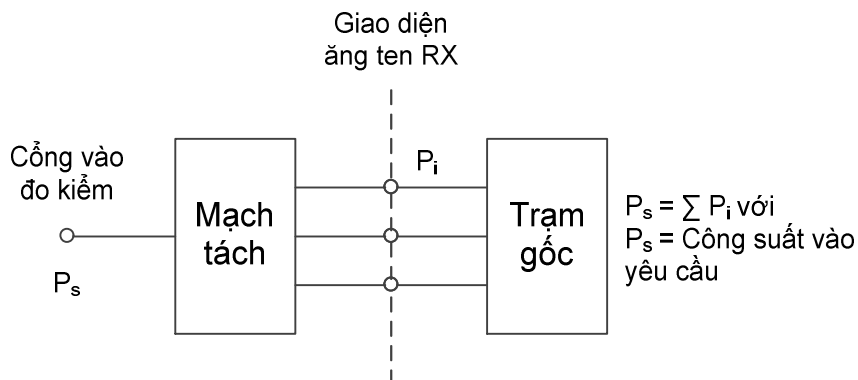 Giao diện
ăng ten RX
Cổng vào
đo kiểm
Pₛ
Mạch
tách
Pᵢ
Trạm
gốc
Pₛ = ∑ Pᵢ với
Pₛ = Công suất vào
yêu cầu